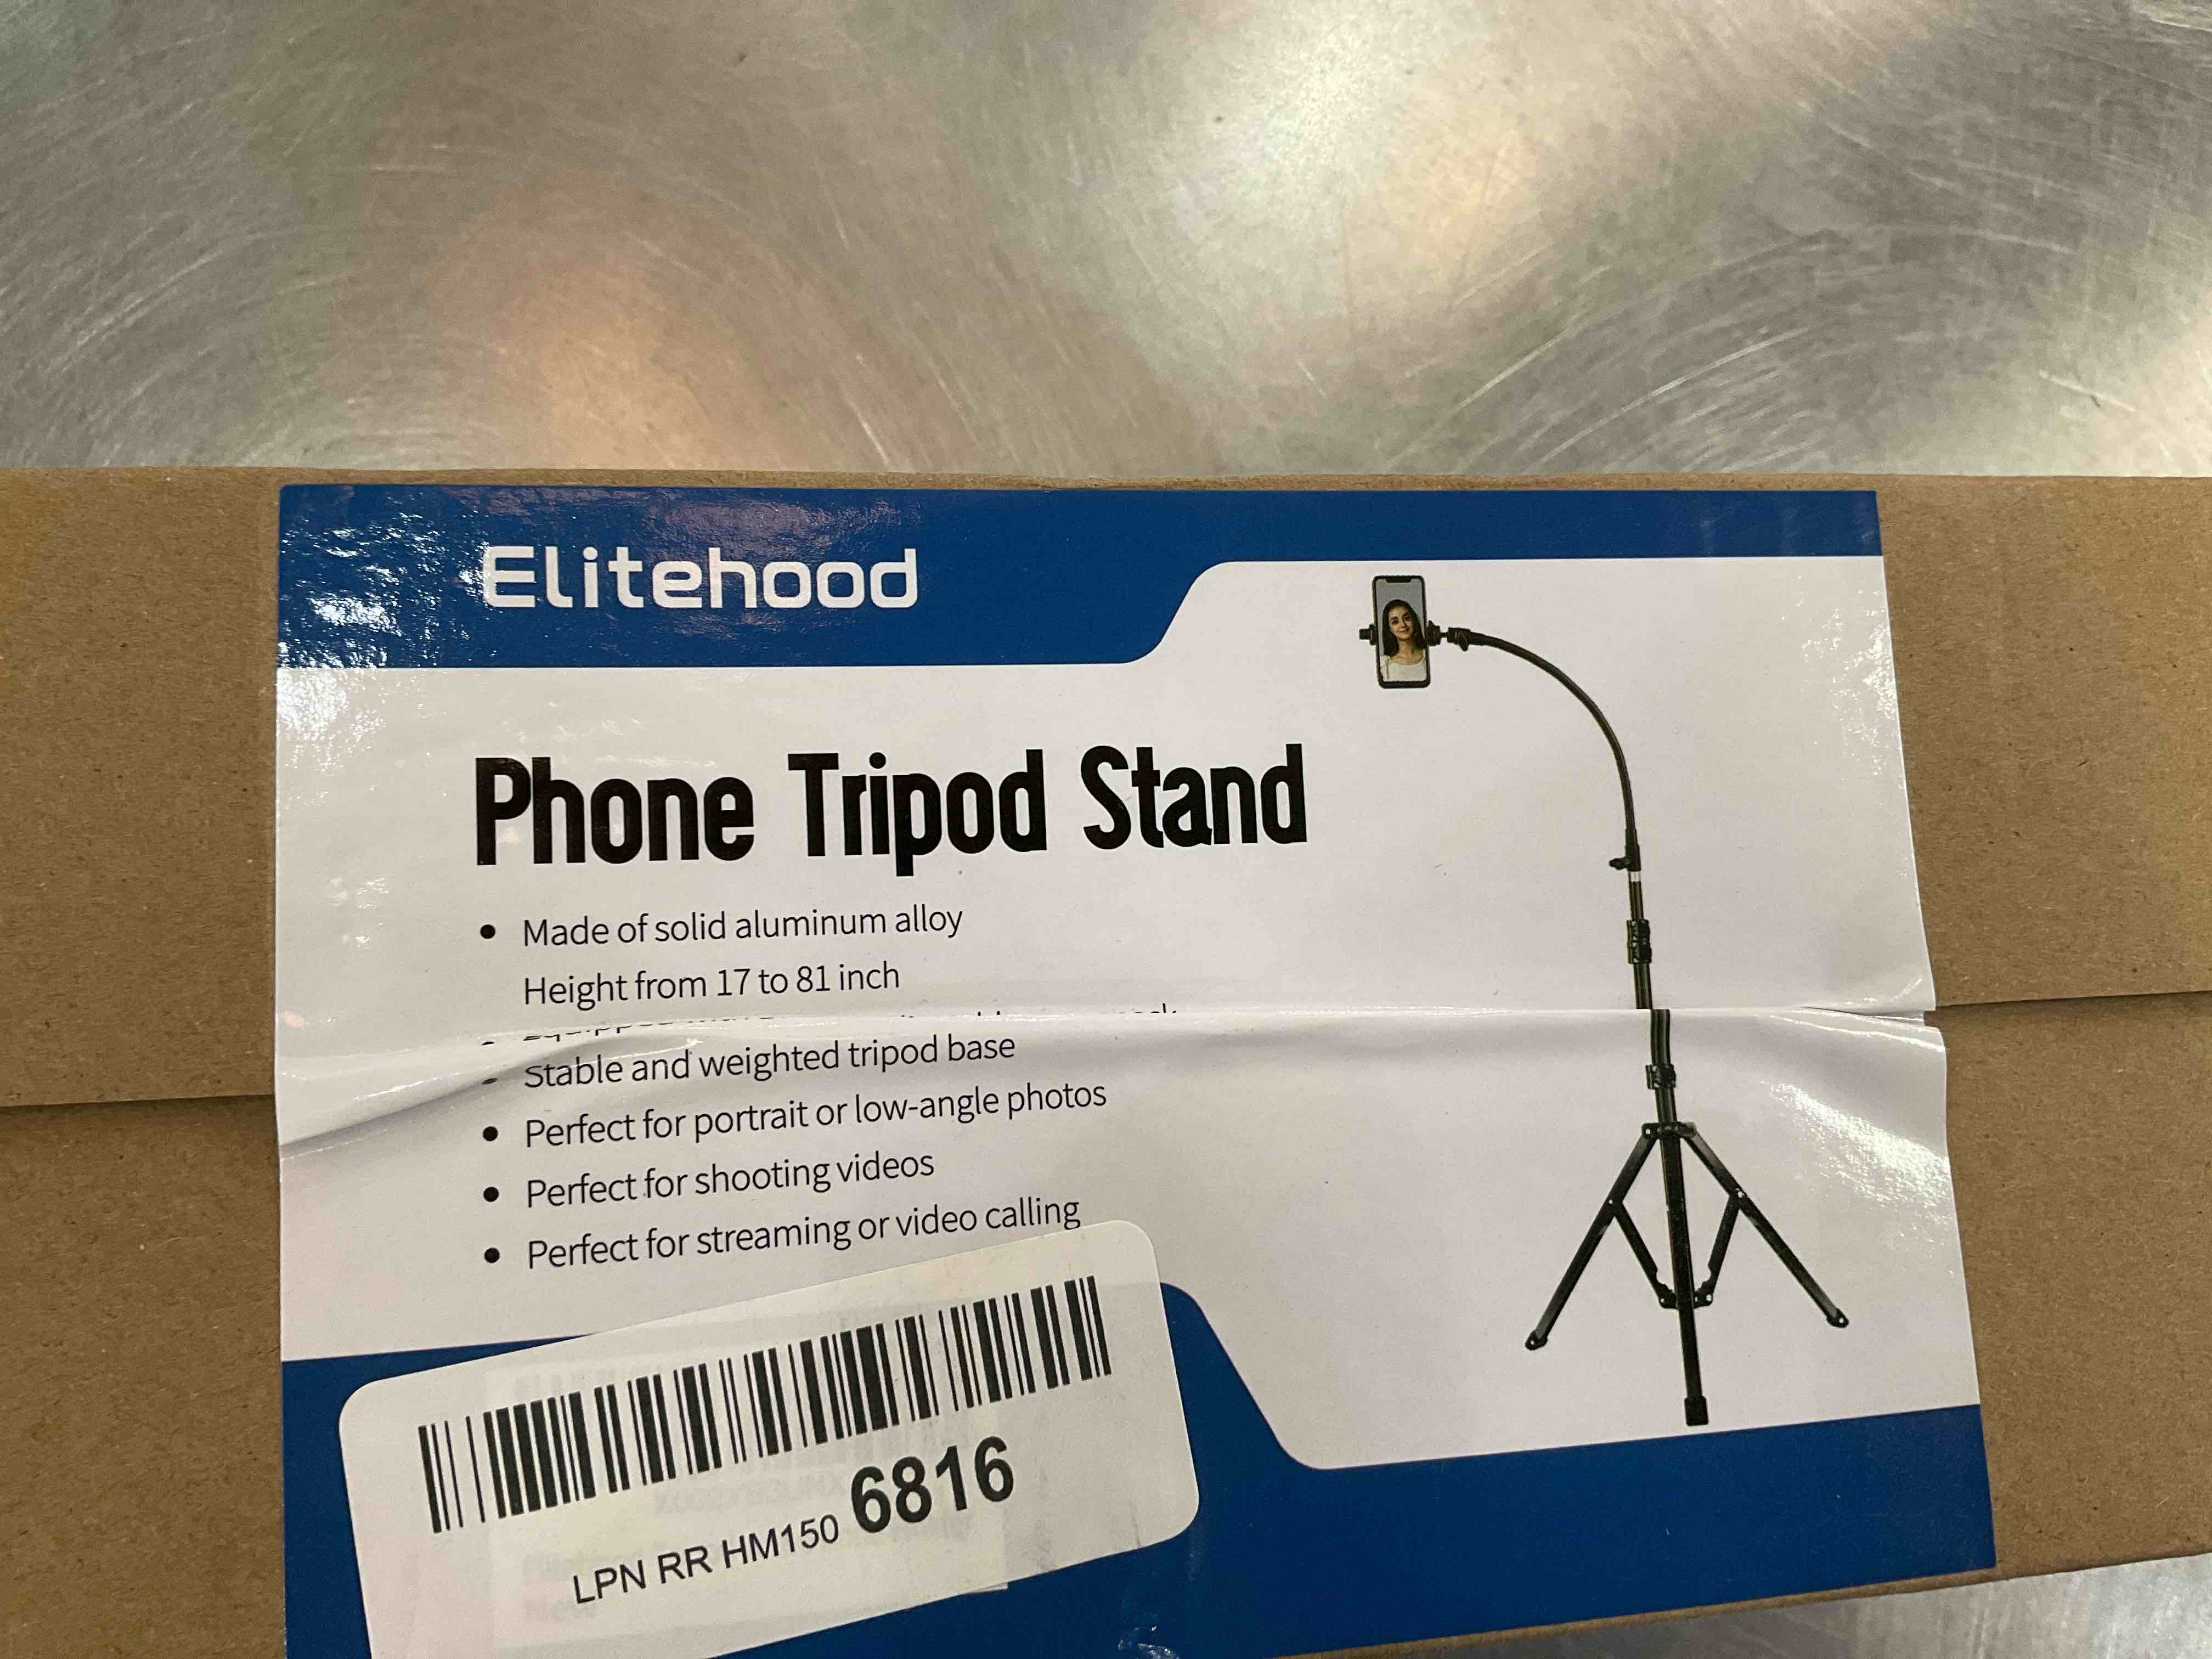 Elitehood
Phone Tripod Stand
• Made of solid aluminum alloy
Height from 17 to 81 inch
• Equipped
• Stable and weighted tripod base
• Perfect for portrait or low-angle photos
• Perfect for shooting videos
• Perfect for streaming or video calling
LPN RR HM150 6816